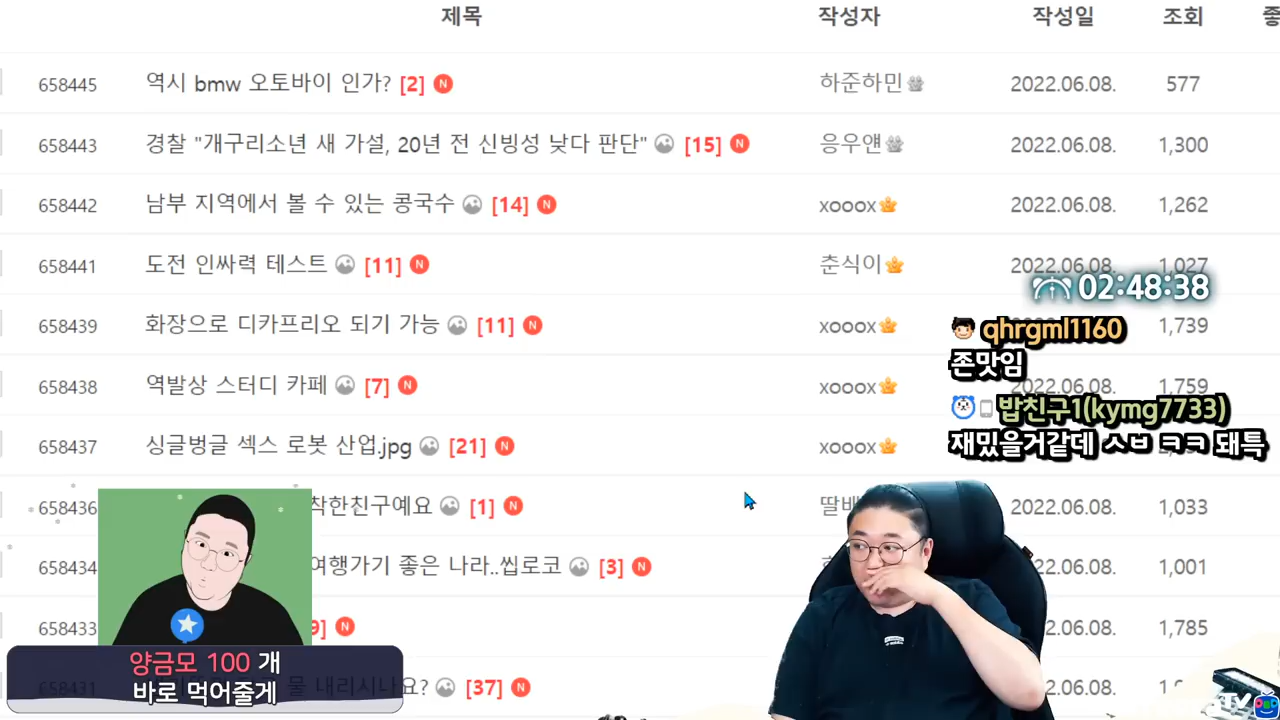 제목 작성자 작성일 조회
658445 역시 bmw 오토바이 인가? [2] N 하준하민 2022.06.08. 577
658443 경찰 "개구리소년 새 가설, 20년 전 신빙성 낮다 판단" [15] N 응우얜 2022.06.08. 1,300
658442 남부 지역에서 볼 수 있는 콩국수 [14] N xooox 2022.06.08. 1,262
658441 도전 인싸력 테스트 [11] N 춘식이 2022.06.08. 1,027
02:48:38
658439 화장으로 디카프리오 되기 가능 [11] N xooox 1,739
qhrgml1160
존맛임
658438 역발상 스터디 카페 [7] N xooox 2022.06.08. 1,759
밥친구1(kymg7733)
658437 싱글벙글 섹스 로봇 산업.jpg [21] N xooox
재밌을거같데 ㅅㅂ ㅋㅋ 돼특
658436 착한친구예요 [1] N 2022.06.08. 1,033
658434 여행가기 좋은 나라..씹로코 [3] N 2022.06.08. 1,001
658433 N 2.06.08. 1,785
658431 물 내리시나요? [37] N 2.06.08.
양금모 100 개
바로 먹어줄게